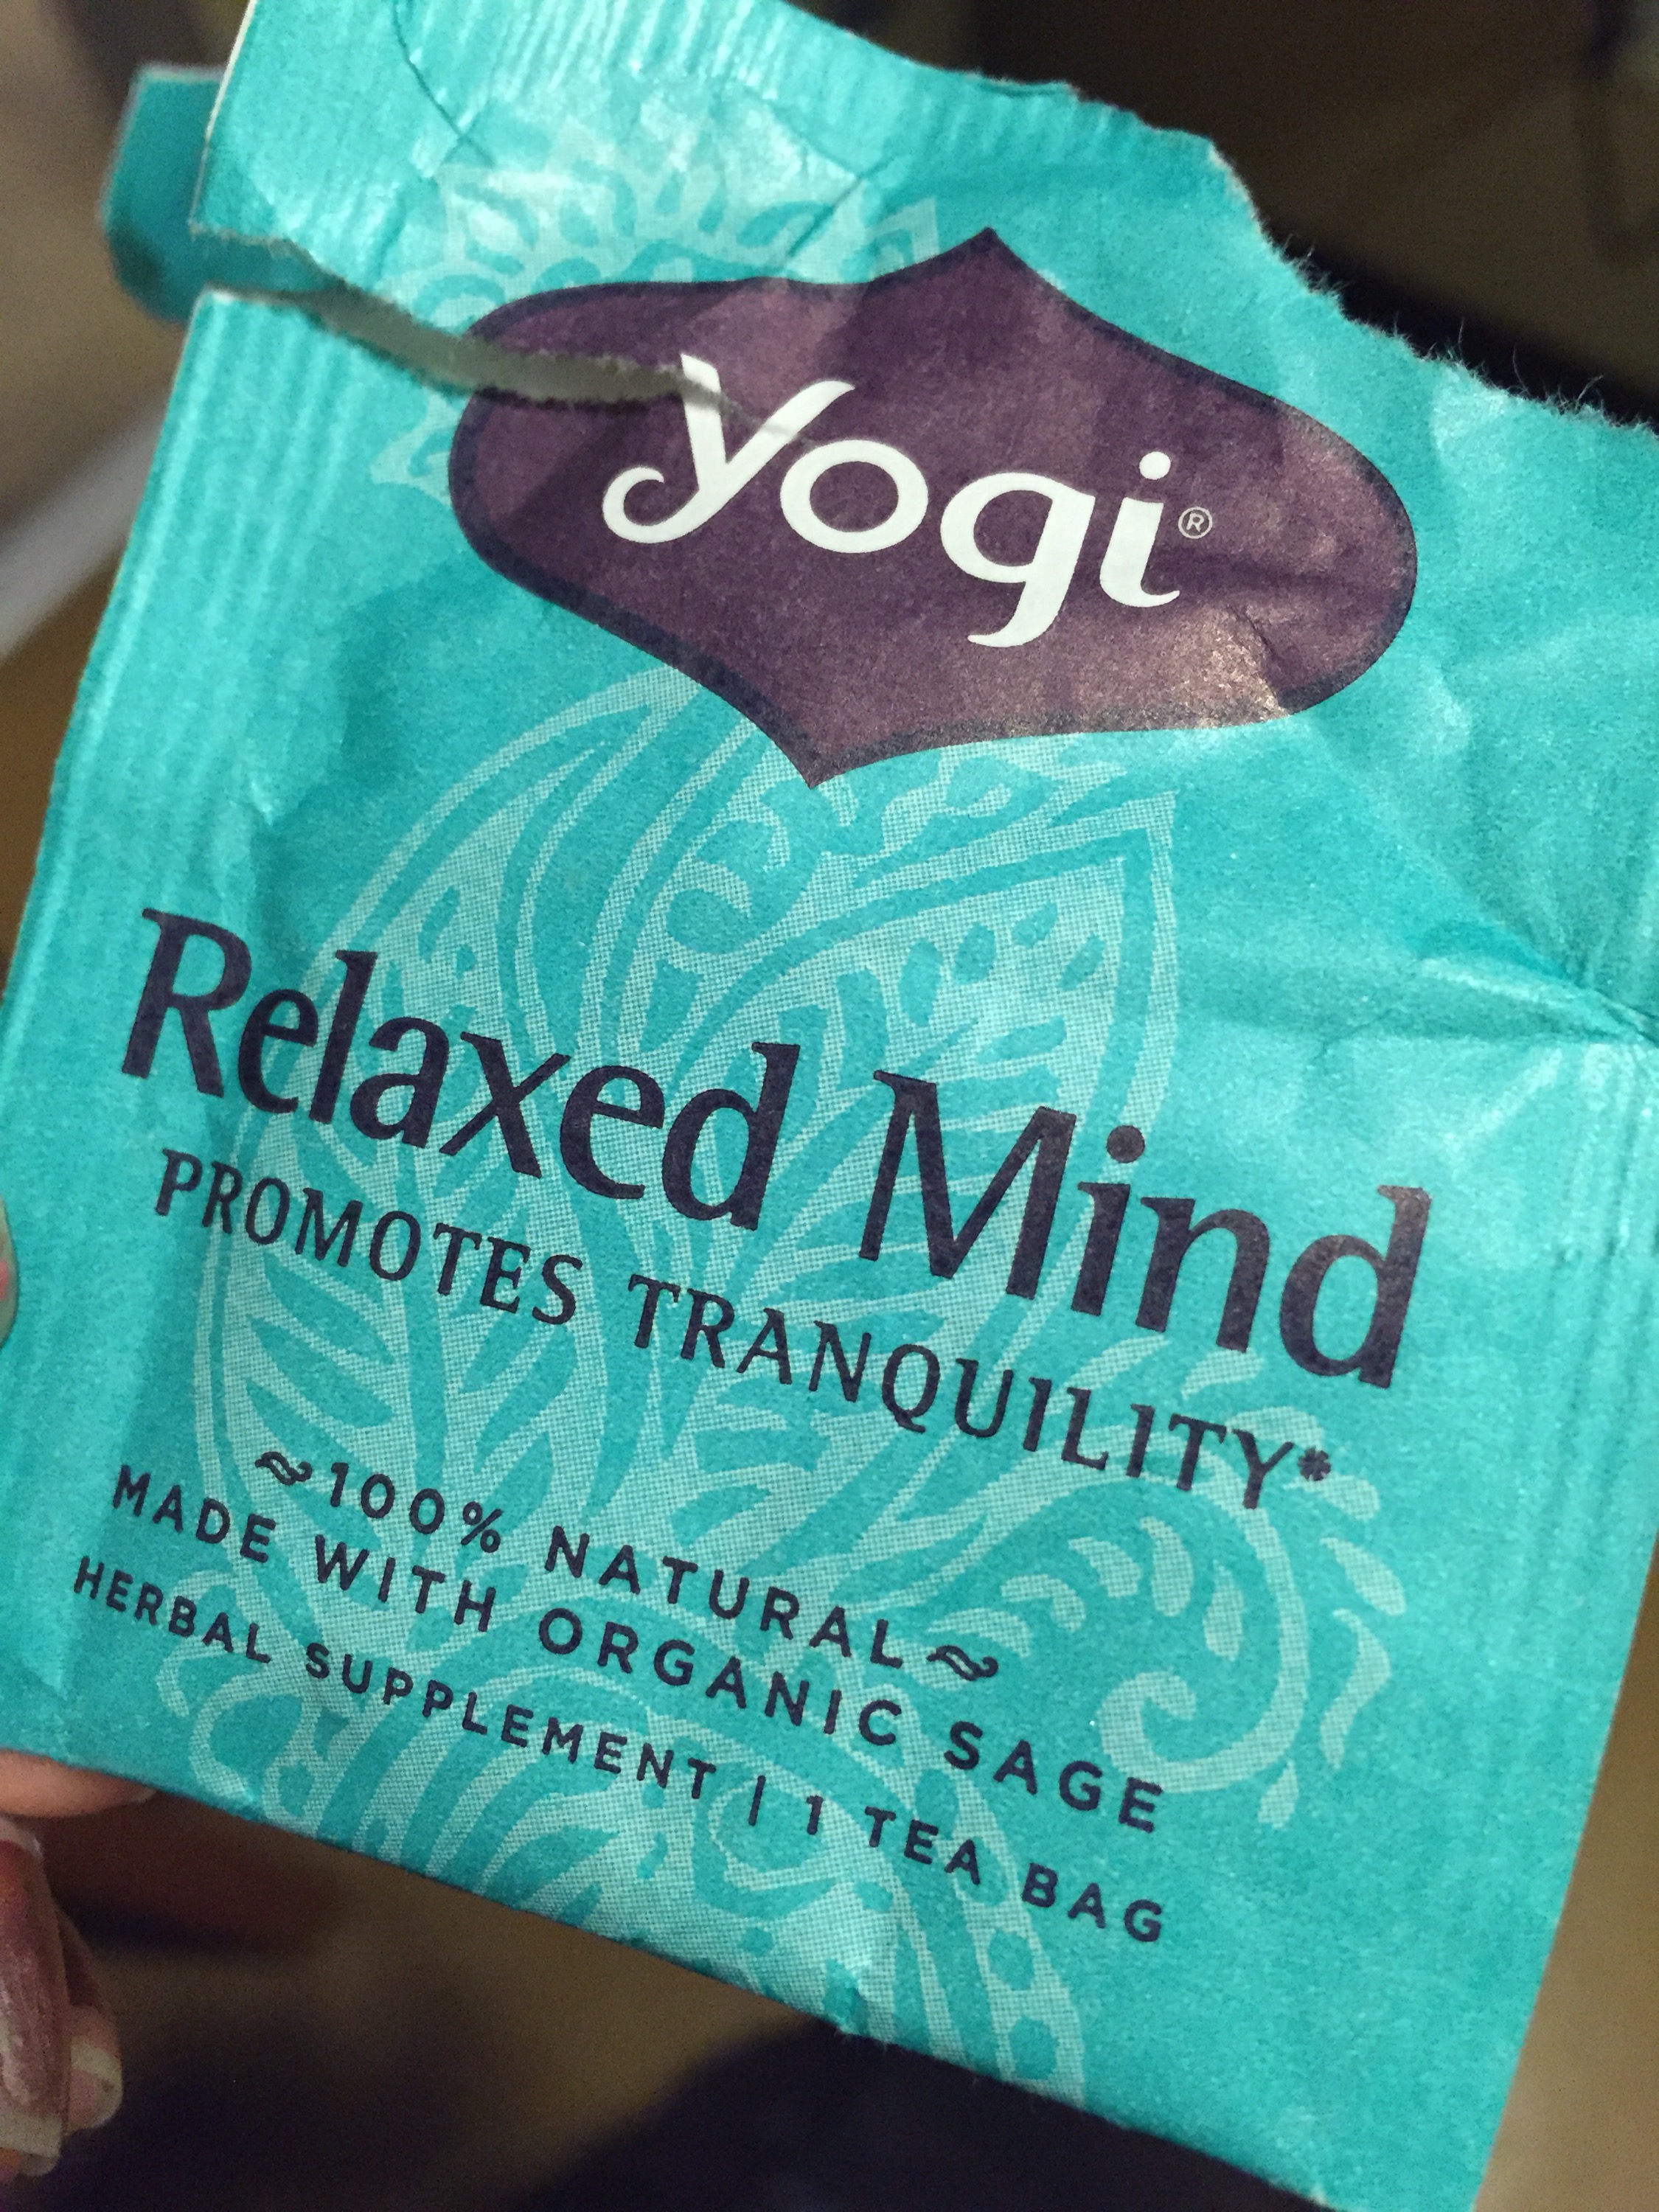 yogi®
Relaxed Mind
PROMOTES TRANQUILITY*
~100% NATURAL~
MADE WITH ORGANIC SAGE
HERBAL SUPPLEMENT | 1 TEA BAG